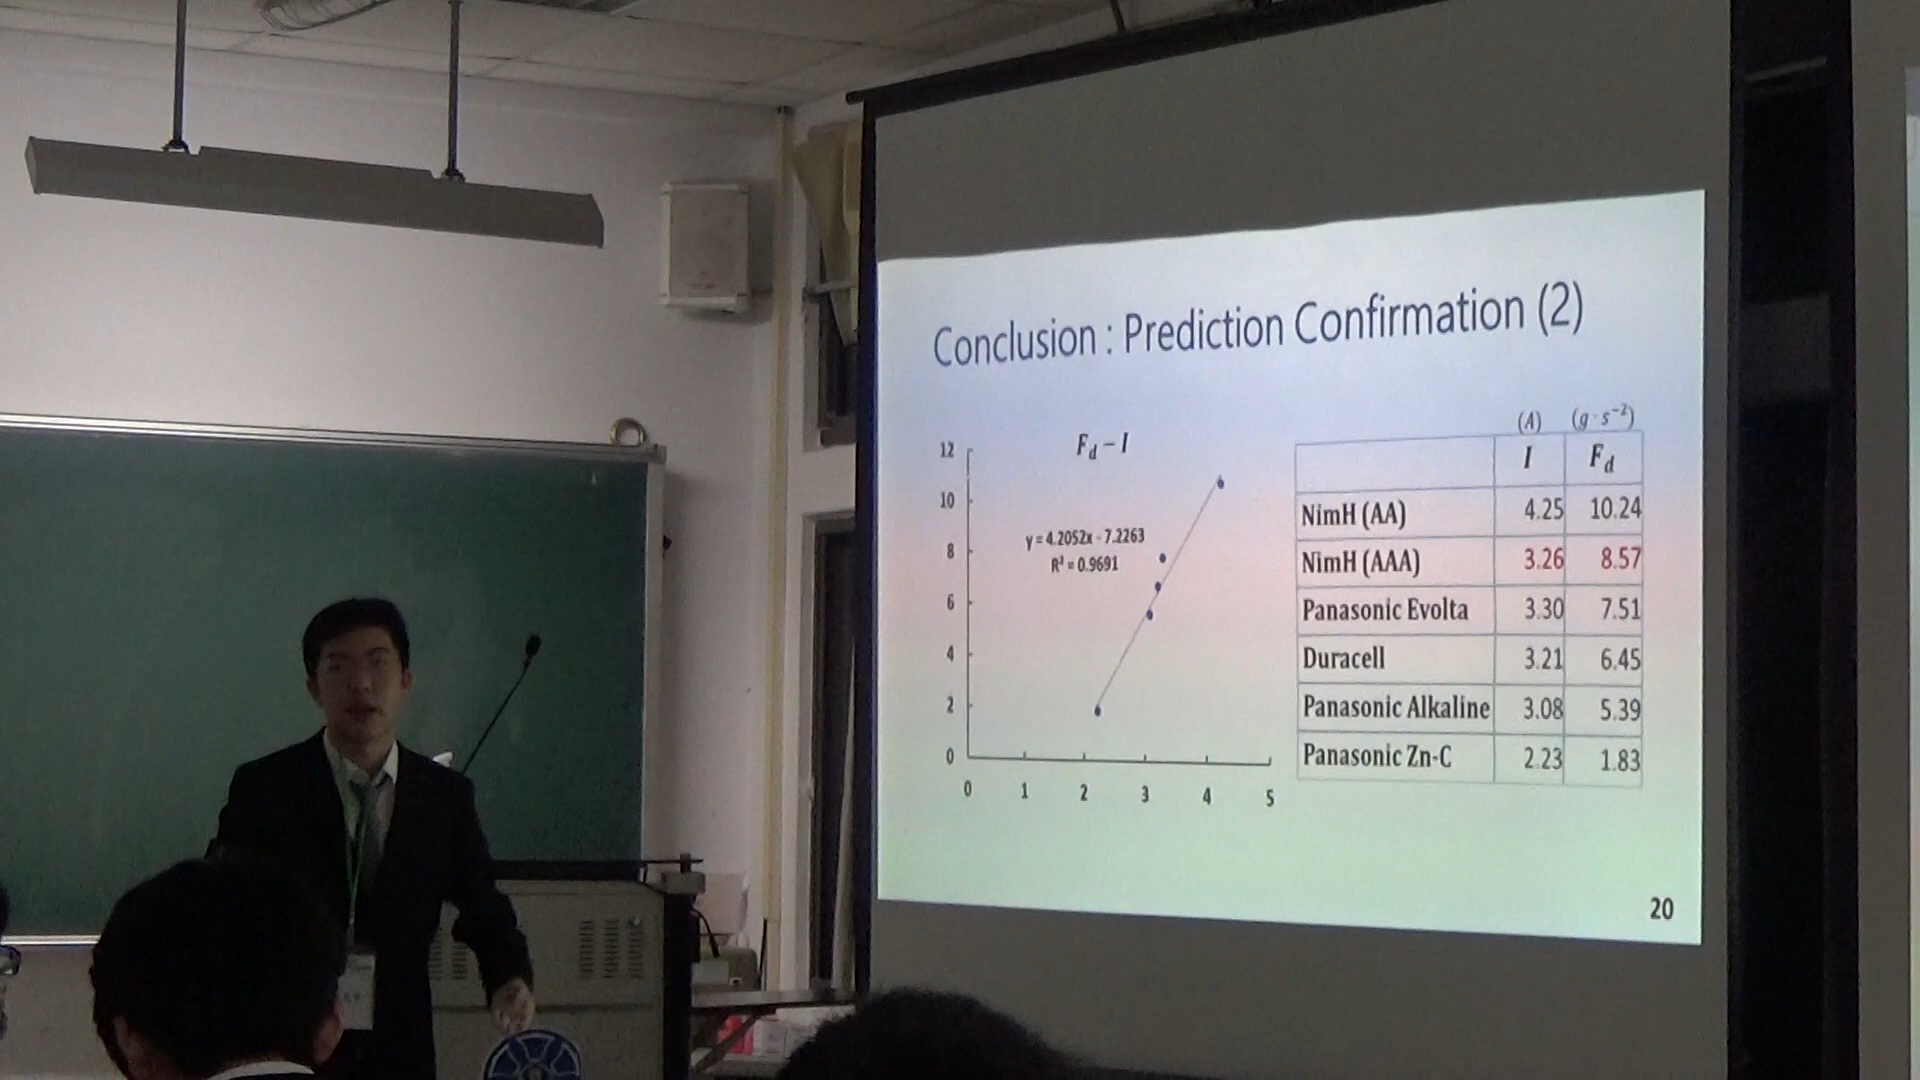 Conclusion : Prediction Confirmation (2)
F_d – I
12
10
8
6
4
2
0
y = 4.2052x - 7.2263
R² = 0.9691
0 1 2 3 4 5
(A) (g · s⁻²)
I F_d
NimH (AA) 4.25 10.24
NimH (AAA) 3.26 8.57
Panasonic Evolta 3.30 7.51
Duracell 3.21 6.45
Panasonic Alkaline 3.08 5.39
Panasonic Zn-C 2.23 1.83
20